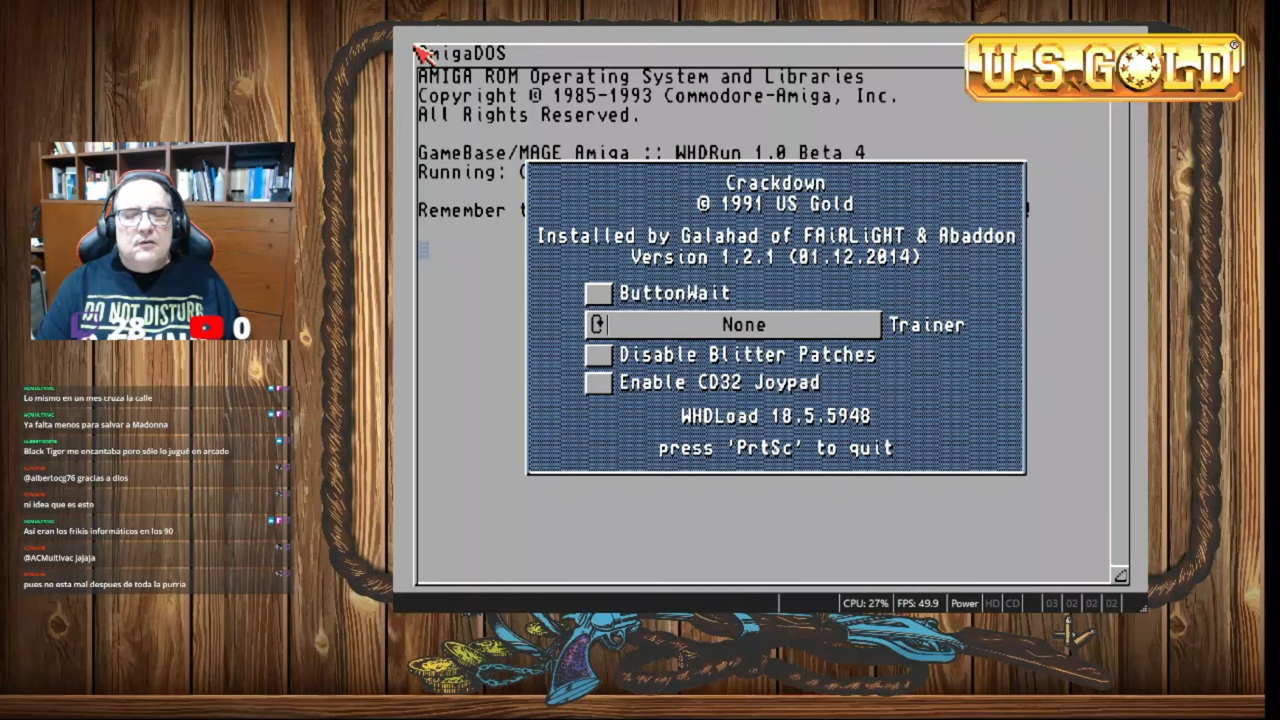 AmigaDOS
AMIGA ROM Operating System and Libraries
Copyright © 1985-1993 Commodore-Amiga, Inc.
All Rights Reserved.
GameBase/MAGE Amiga :: WHDRun 1.0 Beta 4
Running:
Remember
U.S. GOLD®
Crackdown
© 1991 US Gold
Installed by Galahad of FAiRLiGHT & Abaddon
Version 1.2.1 (01.12.2014)
ButtonWait
None Trainer
Disable Blitter Patches
Enable CD32 Joypad
WHDLoad 18.5.5948
press 'PrtSc' to quit
CPU: 27% FPS: 49.9 Power HD CD 03 02 02 02
DO NOT DISTURB
28 0
Lo mismo en un mes cruza la calle
Ya falta menos para salvar a Madonna
Black Tiger me encantaba pero sólo lo jugué en arcade
@albertocg76 gracias a dios
ni idea que es esto
Así eran los frikis informáticos en los 90
@ACMultivac jajaja
pues no esta mal despues de toda la purria